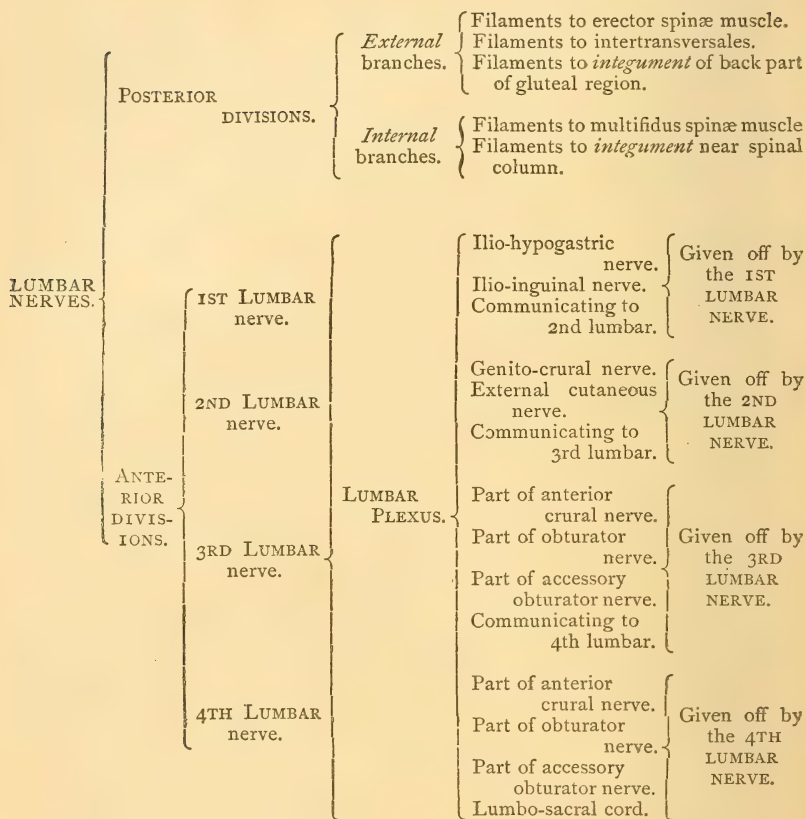 LUMBAR
NERVES.
POSTERIOR
DIVISIONS.
External
branches.
Filaments to erector spinæ muscle.
Filaments to intertransversales.
Filaments to integument of back part
of gluteal region.
Internal
branches.
Filaments to multifidus spinæ muscle
Filaments to integument near spinal
column.
ANTE-
RIOR
DIVIS-
IONS.
1ST LUMBAR
nerve.
2ND LUMBAR
nerve.
3RD LUMBAR
nerve.
4TH LUMBAR
nerve.
LUMBAR
PLEXUS.
Ilio-hypogastric
nerve.
Ilio-inguinal nerve.
Communicating to
2nd lumbar.
Given off by
the 1ST
LUMBAR
NERVE.
Genito-crural nerve.
External cutaneous
nerve.
Communicating to
3rd lumbar.
Given off by
the 2ND
LUMBAR
NERVE.
Part of anterior
crural nerve.
Part of obturator
nerve.
Part of accessory
obturator nerve.
Communicating to
4th lumbar.
Given off by
the 3RD
LUMBAR
NERVE.
Part of anterior
crural nerve.
Part of obturator
nerve.
Part of accessory
obturator nerve.
Lumbo-sacral cord.
Given off by
the 4TH
LUMBAR
NERVE.